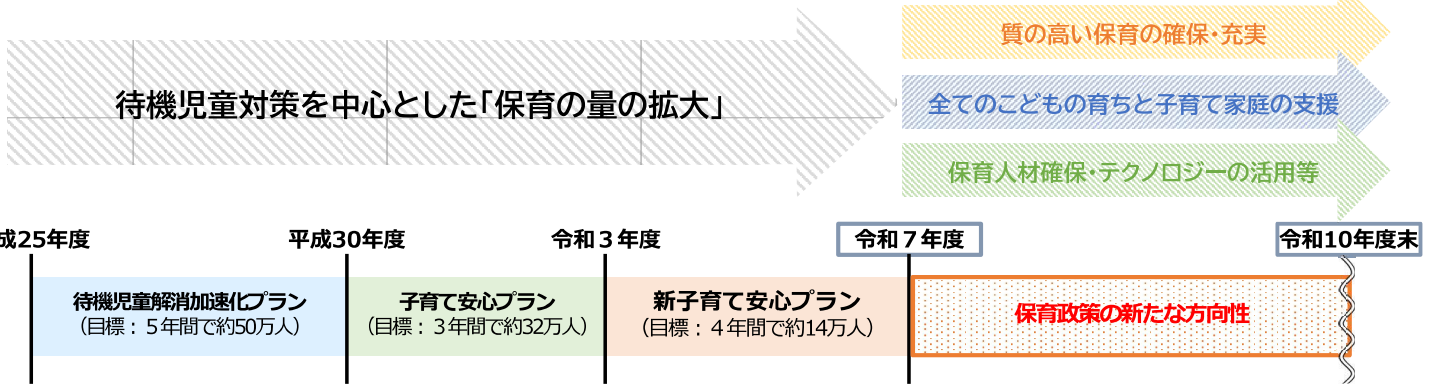 質の高い保育の確保・充実
待機児童対策を中心とした「保育の量の拡大」
全てのこどもの育ちと子育て家庭の支援
保育人材確保・テクノロジーの活用等
成25年度
平成30年度
令和３年度
令和７年度
令和10年度末
待機児童解消加速化プラン
（目標：５年間で約50万人）
子育て安心プラン
（目標：３年間で約32万人）
新子育て安心プラン
（目標：４年間で約14万人）
保育政策の新たな方向性